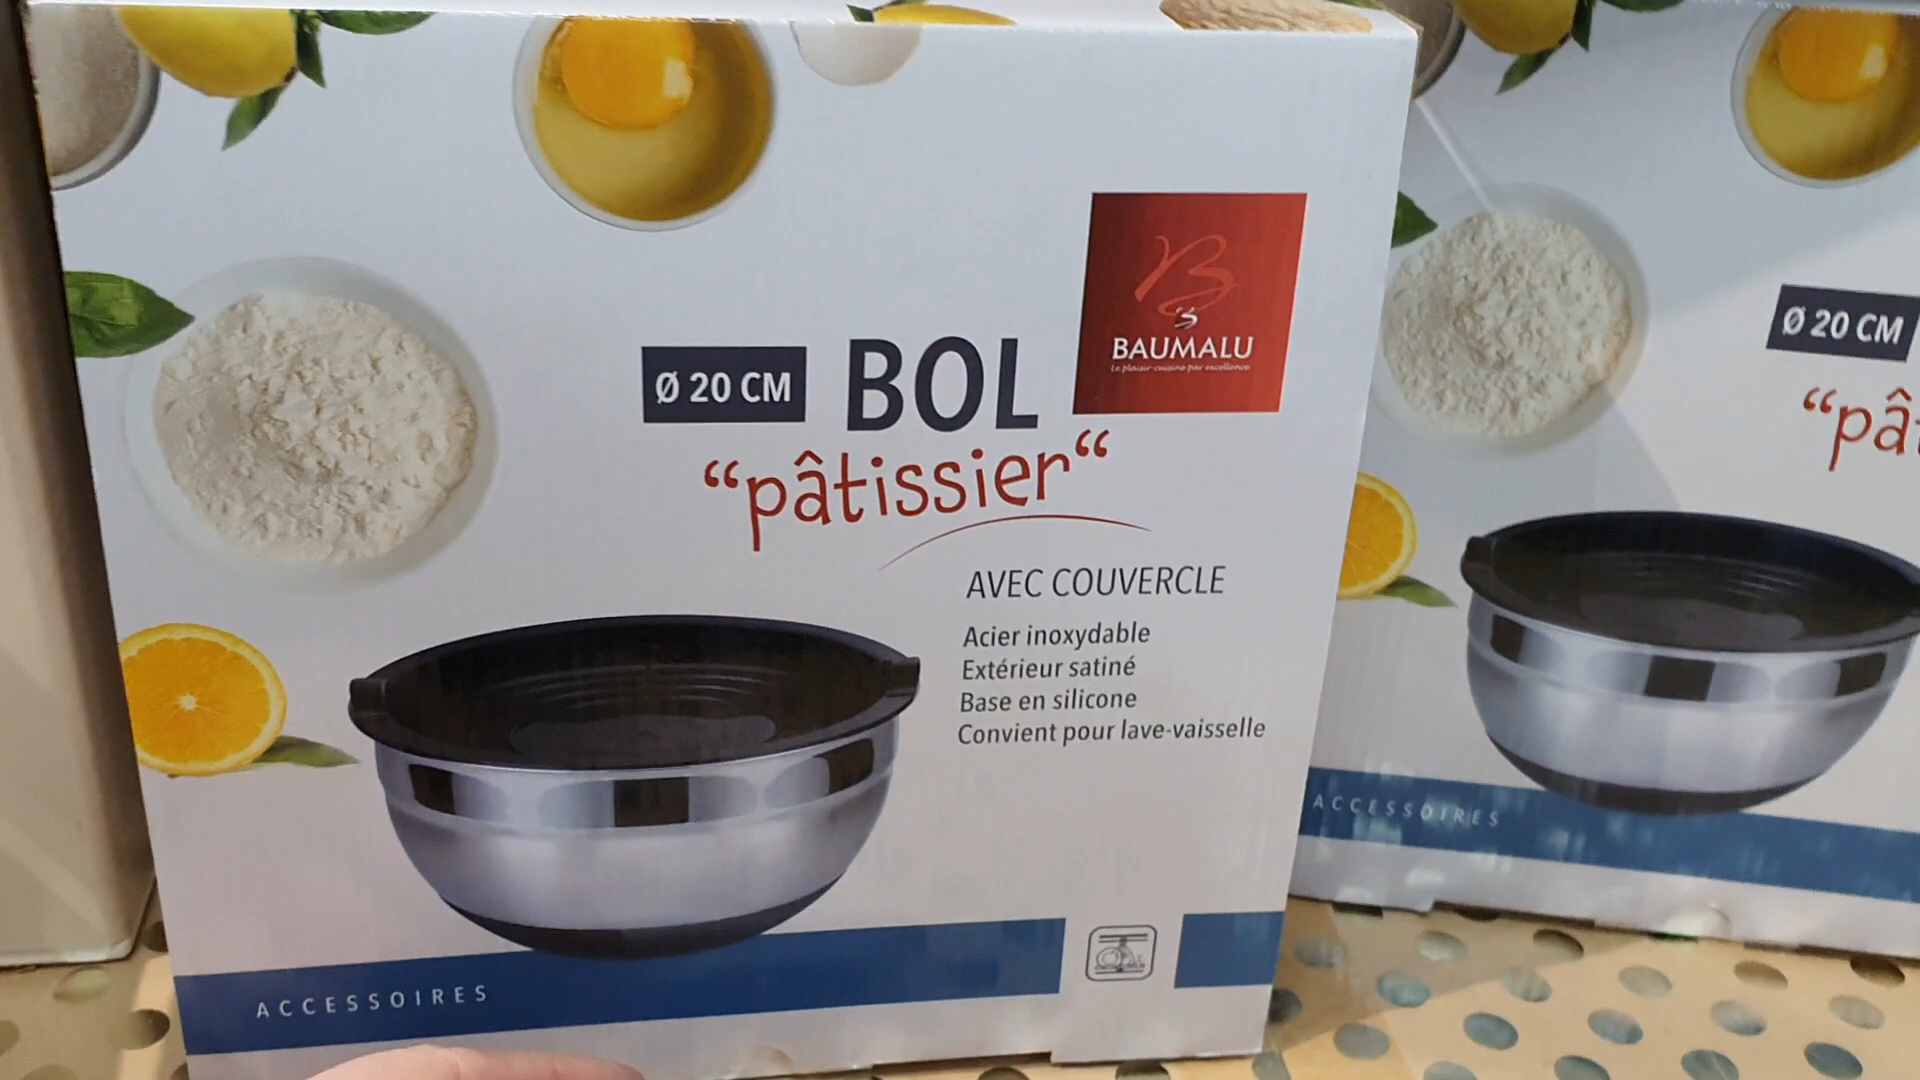 BAUMALU
Le plaisir-cuisine par excellence
Ø 20 CM BOL
“pâtissier“
AVEC COUVERCLE
Acier inoxydable
Extérieur satiné
Base en silicone
Convient pour lave-vaisselle
ACCESSOIRES
Ø 20 CM
“pât
ACCESSOIRES